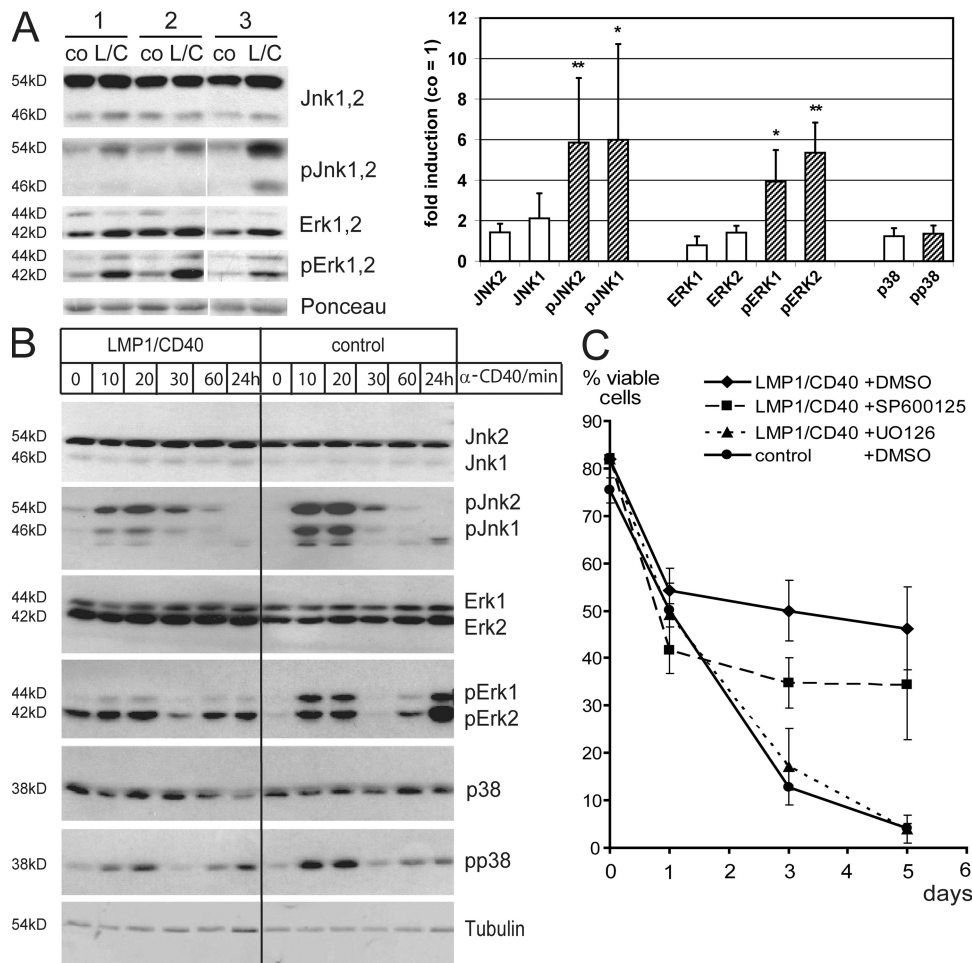 A
1 2 3
co L/C co L/C co L/C
54kD
46kD
Jnk1,2
54kD
46kD
pJnk1,2
44kD
42kD
Erk1,2
44kD
42kD
pErk1,2
Ponceau
fold induction (co = 1)
12
10
8
6
4
2
0
** * * **
JNK2 JNK1 pJNK2 pJNK1 ERK1 ERK2 pERK1 pERK2 p38 pp38
B
LMP1/CD40 control
0 10 20 30 60 24h 0 10 20 30 60 24h α-CD40/min
54kD
46kD
Jnk2
Jnk1
54kD
46kD
pJnk2
pJnk1
44kD
42kD
Erk1
Erk2
44kD
42kD
pErk1
pErk2
38kD
p38
38kD
pp38
54kD
Tubulin
C
% viable
cells
LMP1/CD40 +DMSO
LMP1/CD40 +SP600125
LMP1/CD40 +UO126
control +DMSO
90
80
70
60
50
40
30
20
10
0
0 1 2 3 4 5 6
days